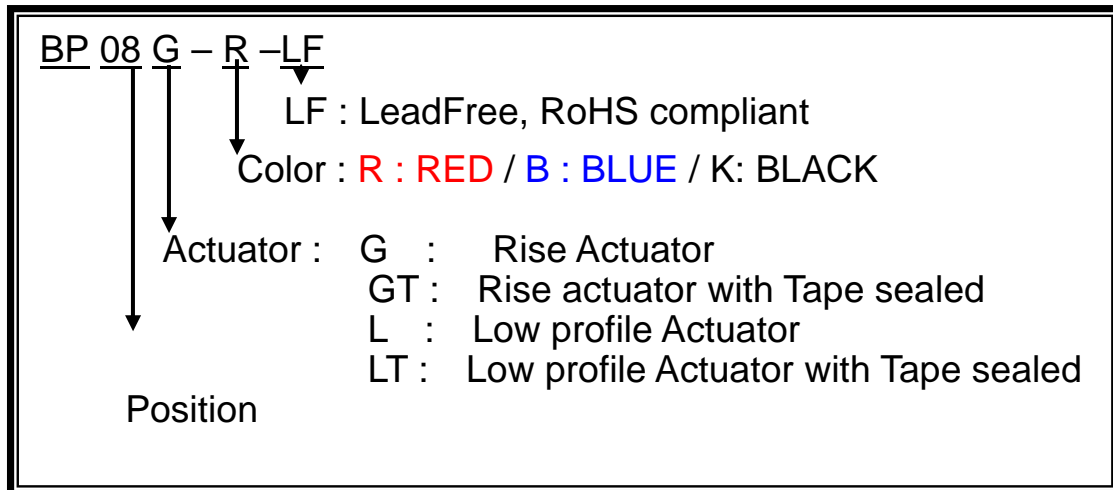 BP 08 G – R –LF
LF : LeadFree, RoHS compliant
Color : R : RED / B : BLUE / K: BLACK
Actuator : G : Rise Actuator
GT : Rise actuator with Tape sealed
L : Low profile Actuator
LT : Low profile Actuator with Tape sealed
Position